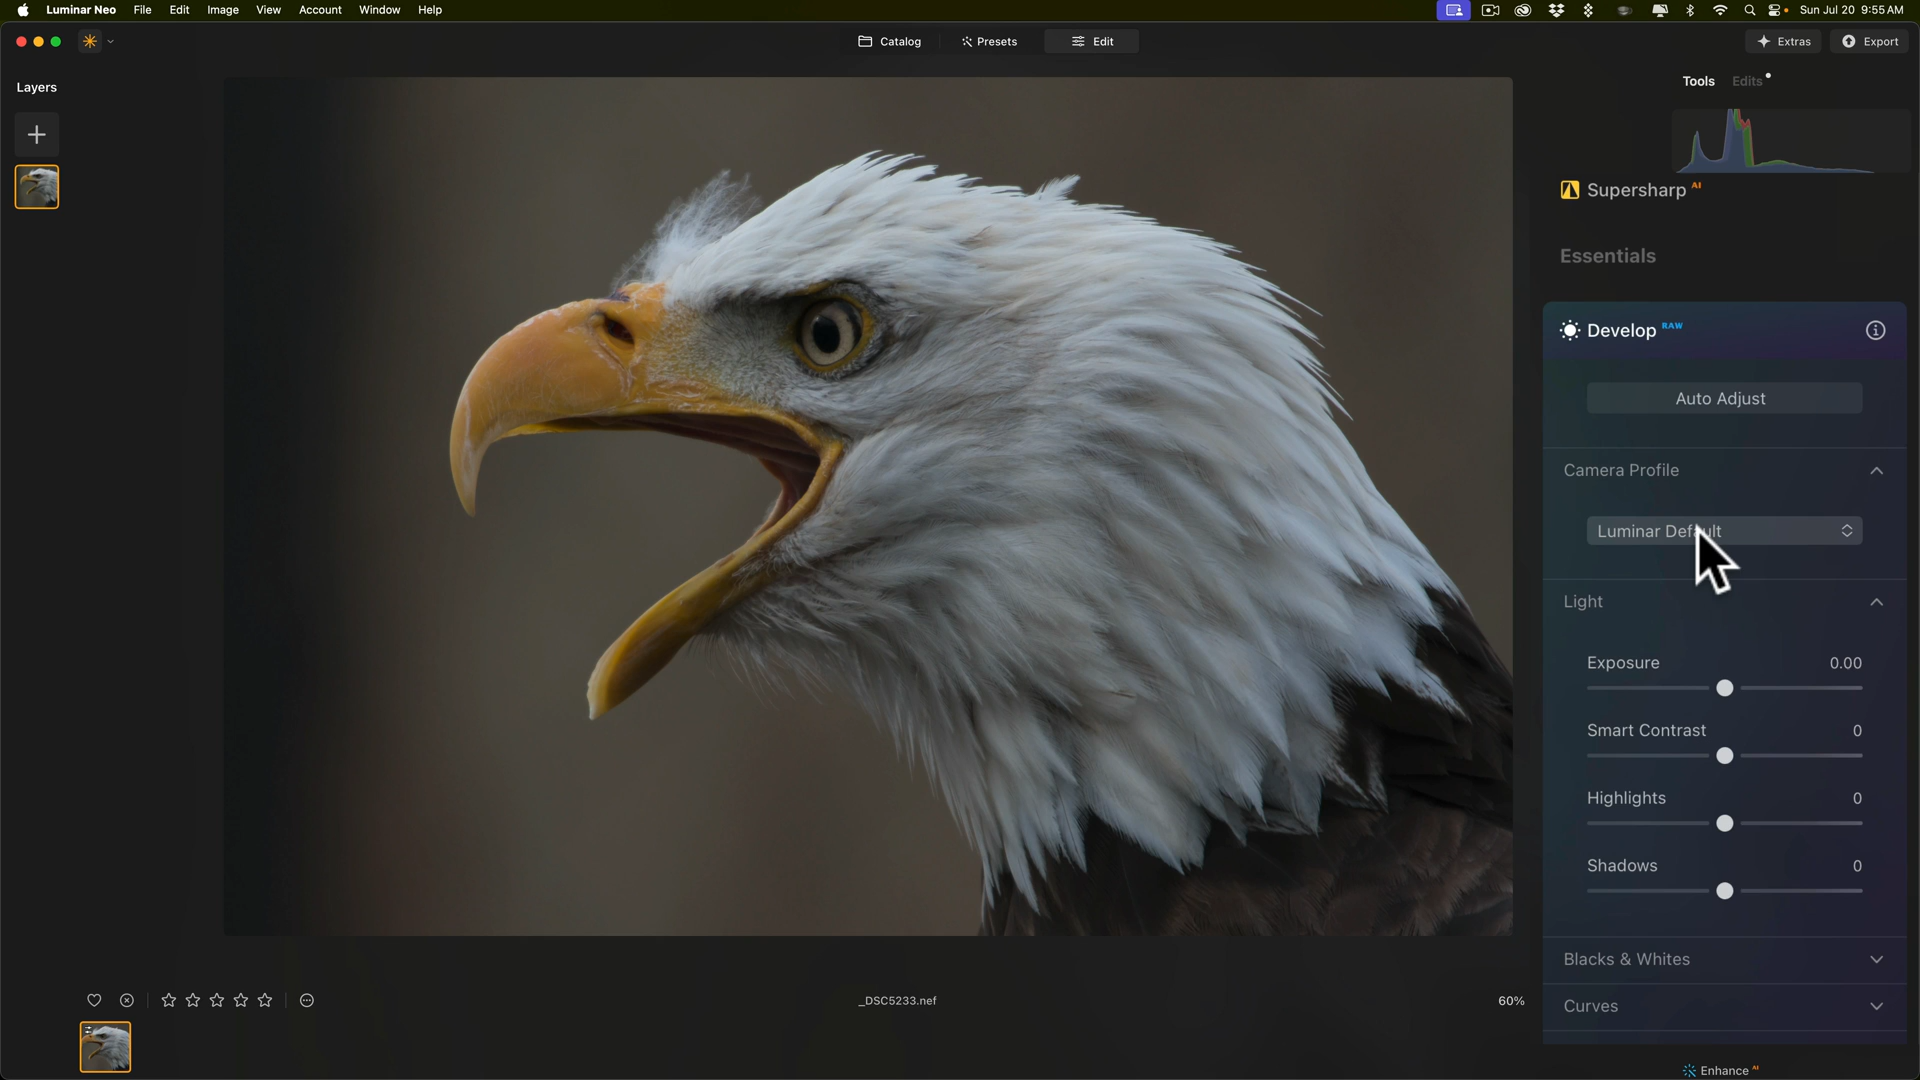 Luminar Neo File Edit Image View Account Window Help Sun Jul 20 9:55 AM
Catalog Presets Edit Extras Export
Layers
Tools Edits
Supersharp AI
Essentials
Develop RAW
Auto Adjust
Camera Profile
Luminar Default
Light
Exposure 0.00
Smart Contrast 0
Highlights 0
Shadows 0
Blacks & Whites
Curves
_DSC5233.nef 60%
Enhance AI